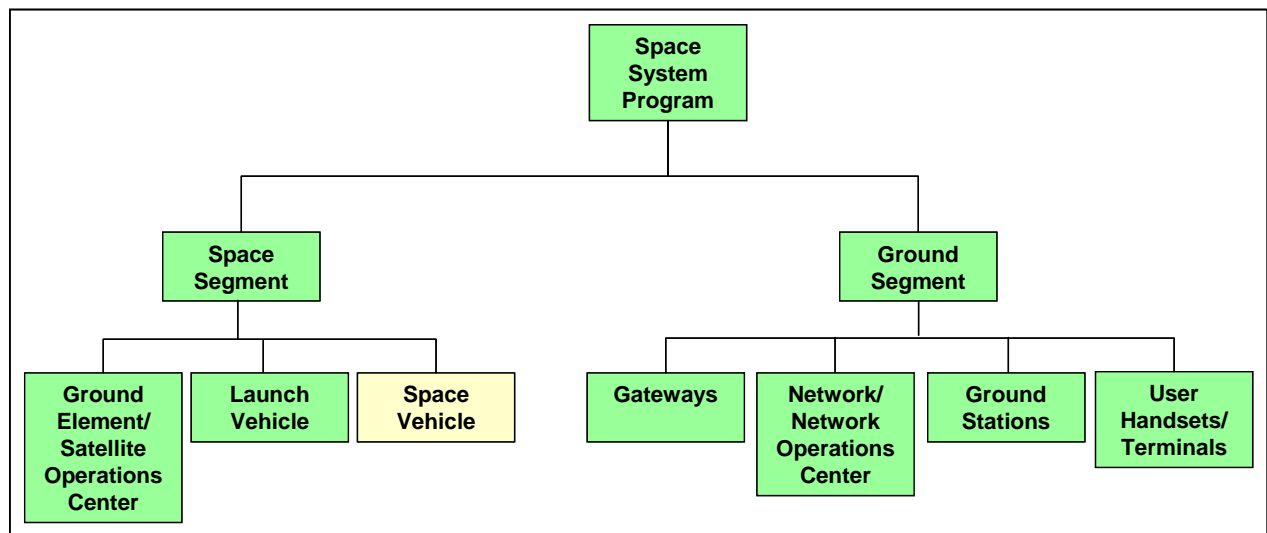 Space
System
Program
Space
Segment
Ground
Segment
Ground
Element/
Satellite
Operations
Center
Launch
Vehicle
Space
Vehicle
Gateways
Network/
Network
Operations
Center
Ground
Stations
User
Handsets/
Terminals